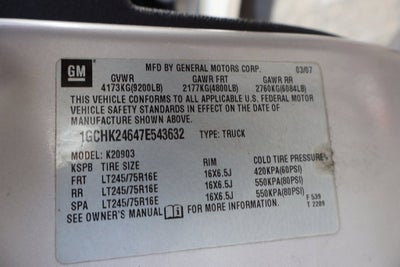 GM
MFD BY GENERAL MOTORS CORP. 03/07
GVWR GAWR FRT GAWR RR
4173KG(9200LB) 2177KG(4800LB) 2760KG(6084LB)
THIS VEHICLE CONFORMS TO ALL APPLICABLE U.S. FEDERAL MOTOR
VEHICLE SAFETY STANDARDS IN EFFECT ON THE DATE OF
MANUFACTURE SHOWN ABOVE.
1GCHK24647E543632 TYPE: TRUCK
MODEL: K20903
KSPB TIRE SIZE RIM COLD TIRE PRESSURE
FRT LT245/75R16E 16X6.5J 420KPA(60PSI)
RR LT245/75R16E 16X6.5J 550KPA(80PSI)
SPA LT245/75R16E 16X6.5J 550KPA(80PSI)
SEE OWNER'S MANUAL FOR MORE INFORMATION. F 539
T 2209